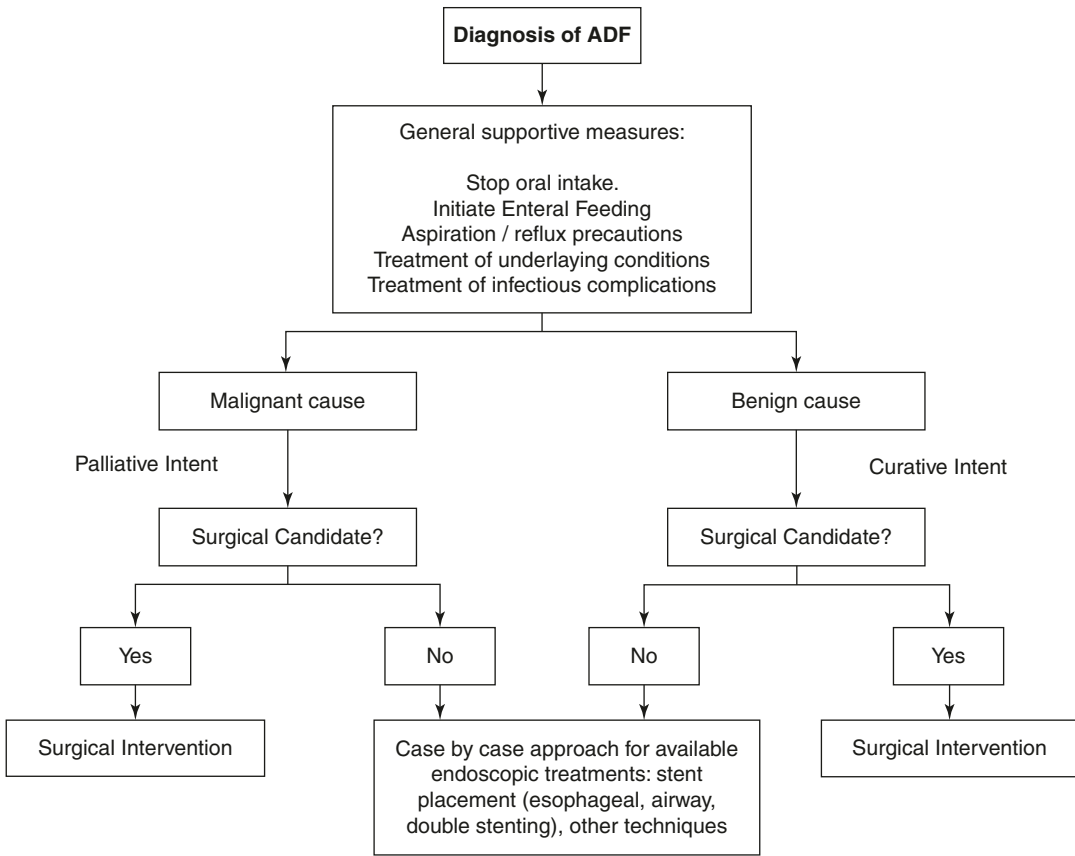 Diagnosis of ADF
General supportive measures:
Stop oral intake.
Initiate Enteral Feeding
Aspiration / reflux precautions
Treatment of underlaying conditions
Treatment of infectious complications
Malignant cause
Benign cause
Palliative Intent
Curative Intent
Surgical Candidate?
Surgical Candidate?
Yes
No
No
Yes
Surgical Intervention
Case by case approach for available
endoscopic treatments: stent
placement (esophageal, airway,
double stenting), other techniques
Surgical Intervention